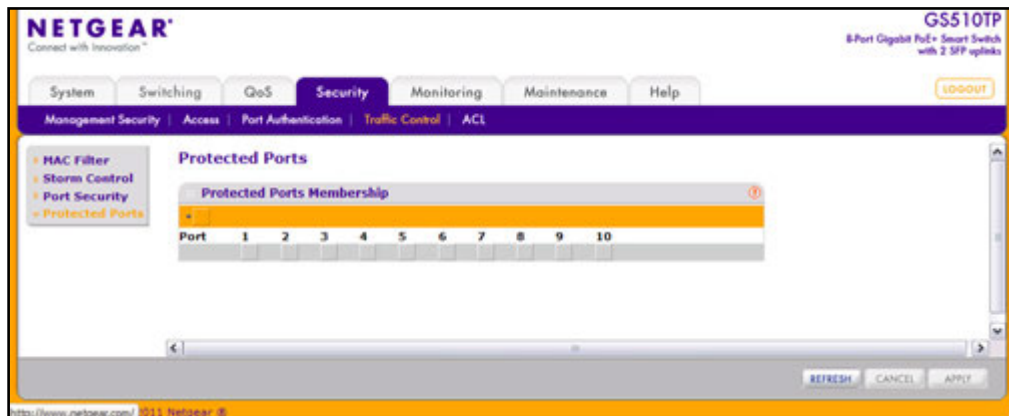 NETGEAR®
Connect with Innovation™
GS510TP
8-Port Gigabit PoE+ Smart Switch
with 2 SFP uplinks
System Switching QoS Security Monitoring Maintenance Help LOGOUT
Management Security | Access | Port Authentication | Traffic Control | ACL
MAC Filter
Storm Control
Port Security
Protected Ports
Protected Ports
Protected Ports Membership ?
Port 1 2 3 4 5 6 7 8 9 10
REFRESH CANCEL APPLY
http://www.netgear.com/ 2011 Netgear ®